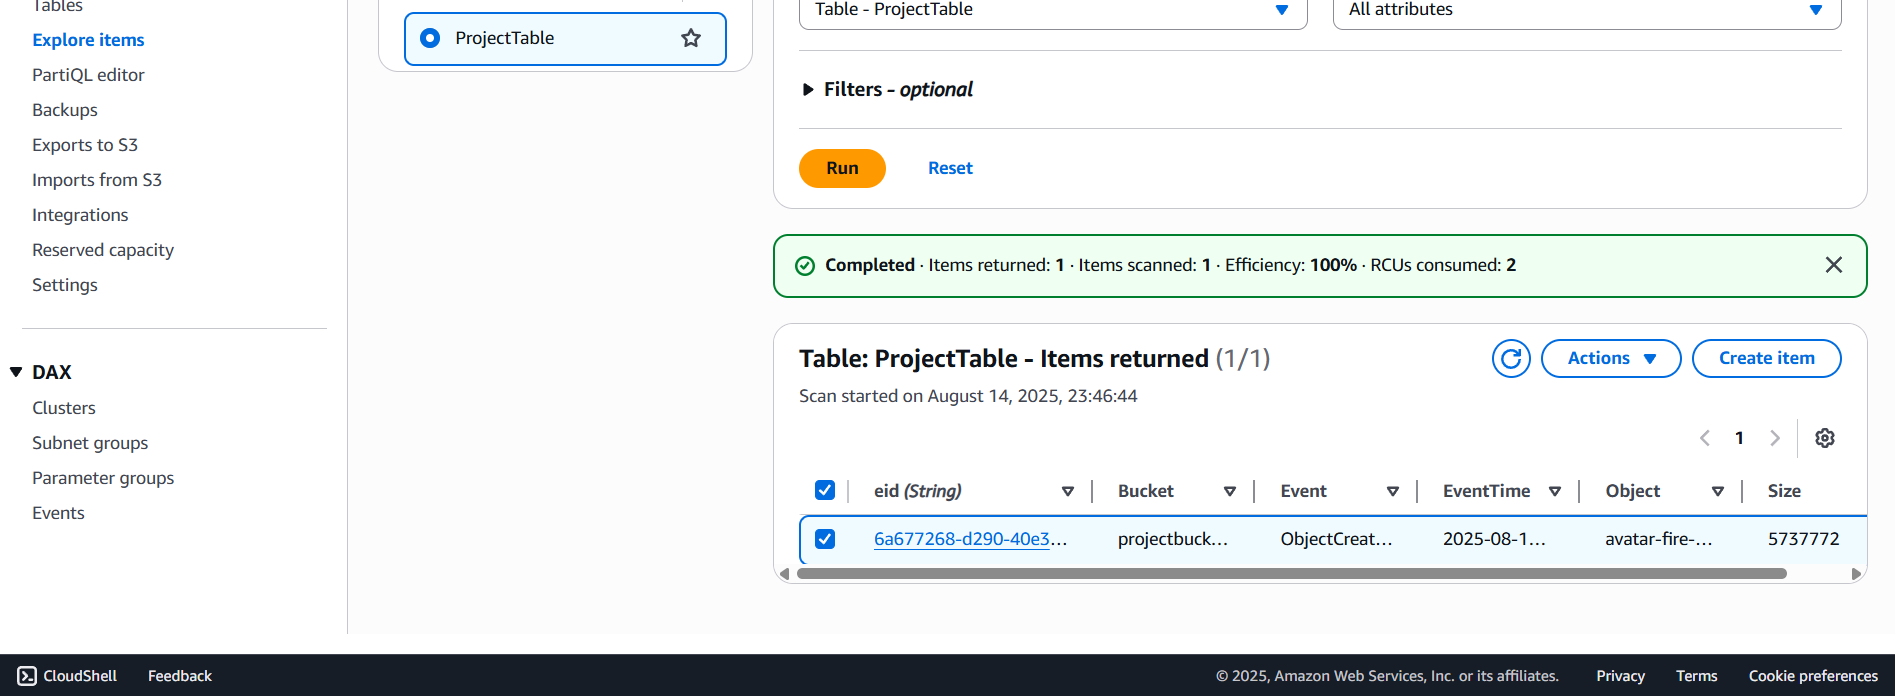 Tables
Explore items
PartiQL editor
Backups
Exports to S3
Imports from S3
Integrations
Reserved capacity
Settings
DAX
Clusters
Subnet groups
Parameter groups
Events
ProjectTable
Table - ProjectTable
All attributes
Filters - optional
Run Reset
Completed · Items returned: 1 · Items scanned: 1 · Efficiency: 100% · RCUs consumed: 2
Table: ProjectTable - Items returned (1/1)
Actions Create item
Scan started on August 14, 2025, 23:46:44
1
eid (String) Bucket Event EventTime Object Size
6a677268-d290-40e3… projectbuck… ObjectCreat… 2025-08-1… avatar-fire-… 5737772
CloudShell Feedback © 2025, Amazon Web Services, Inc. or its affiliates. Privacy Terms Cookie preferences